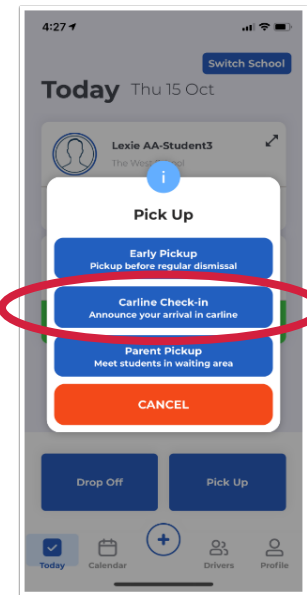 4:27
Switch School
Today Thu 15 Oct
Lexie AA-Student3
The West School
i
Pick Up
Early Pickup
Pickup before regular dismissal
Carline Check-in
Announce your arrival in carline
Parent Pickup
Meet students in waiting area
CANCEL
Drop Off Pick Up
Today Calendar Drivers Profile